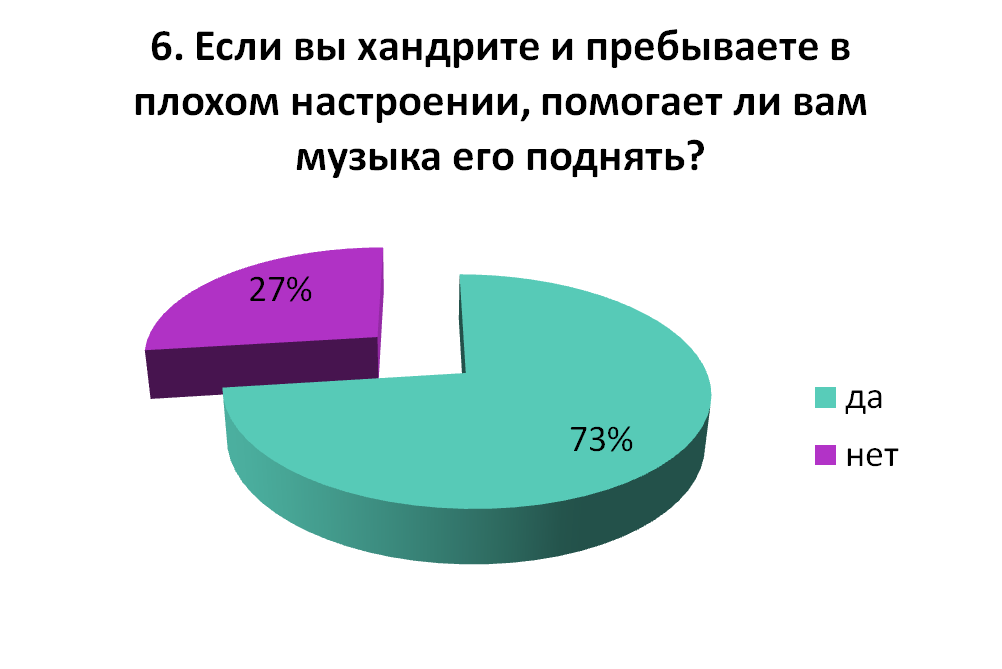 6. Если вы хандрите и пребываете в
плохом настроении, помогает ли вам
музыка его поднять?
27%
73%
да
нет